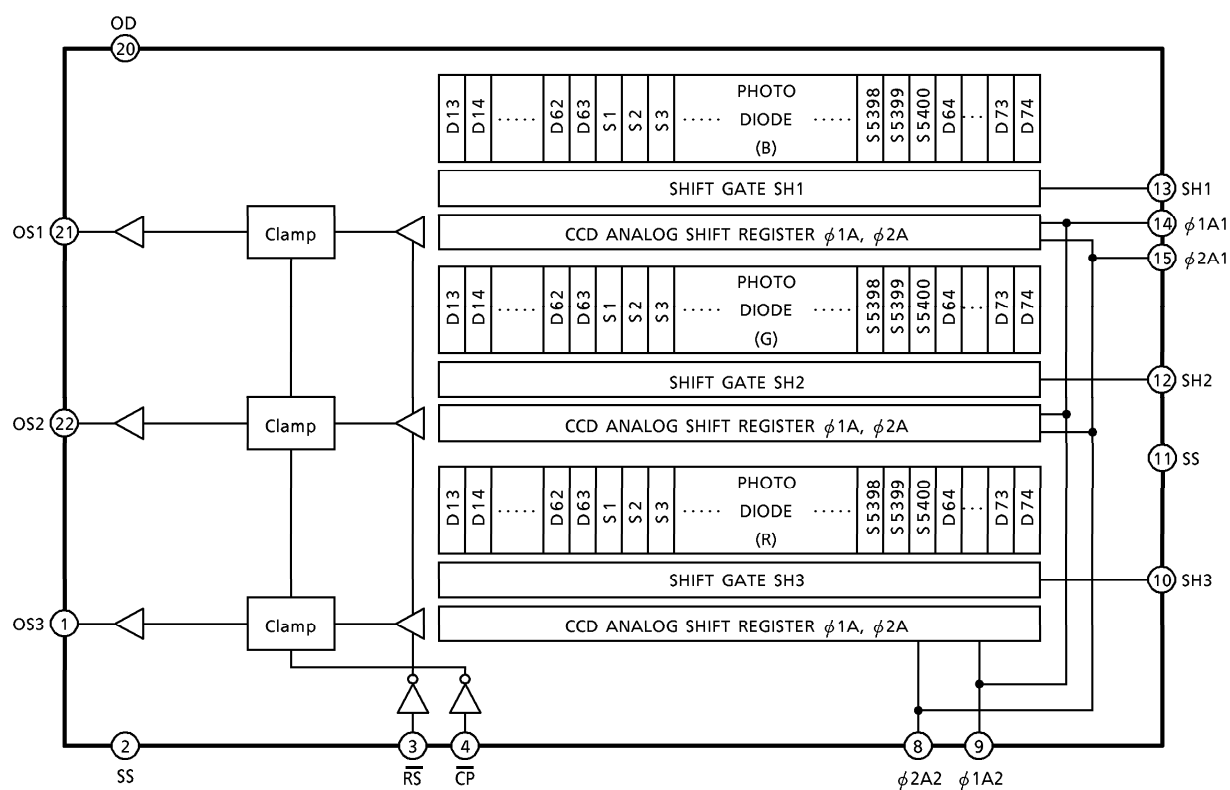 OD
20
D13 D14 ····· D62 D63 S1 S2 S3 ····· PHOTO DIODE (B) ····· S5398 S5399 S5400 D64 ··· D73 D74
SHIFT GATE SH1
13 SH1
OS1 21
Clamp
CCD ANALOG SHIFT REGISTER ϕ1A, ϕ2A
14 ϕ1A1
15 ϕ2A1
D13 D14 ····· D62 D63 S1 S2 S3 ····· PHOTO DIODE (G) ····· S5398 S5399 S5400 D64 ··· D73 D74
SHIFT GATE SH2
12 SH2
OS2 22
Clamp
CCD ANALOG SHIFT REGISTER ϕ1A, ϕ2A
11 SS
D13 D14 ····· D62 D63 S1 S2 S3 ····· PHOTO DIODE (R) ····· S5398 S5399 S5400 D64 ··· D73 D74
SHIFT GATE SH3
10 SH3
OS3 1
Clamp
CCD ANALOG SHIFT REGISTER ϕ1A, ϕ2A
2 3 4 8 9
SS R̅S̅ C̅P̅ ϕ2A2 ϕ1A2